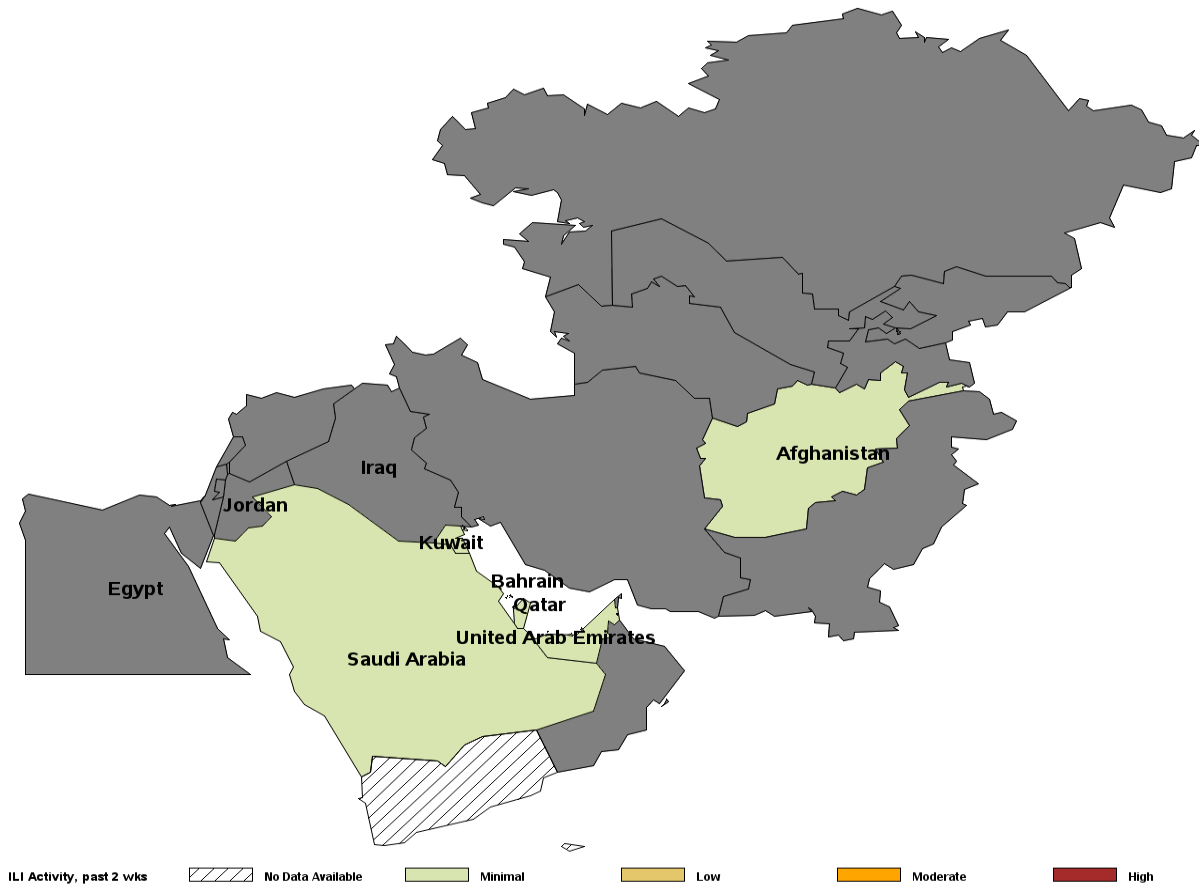 Iraq
Afghanistan
Jordan
Kuwait
Egypt
Bahrain
Qatar
United Arab Emirates
Saudi Arabia
ILI Activity, past 2 wks No Data Available Minimal Low Moderate High